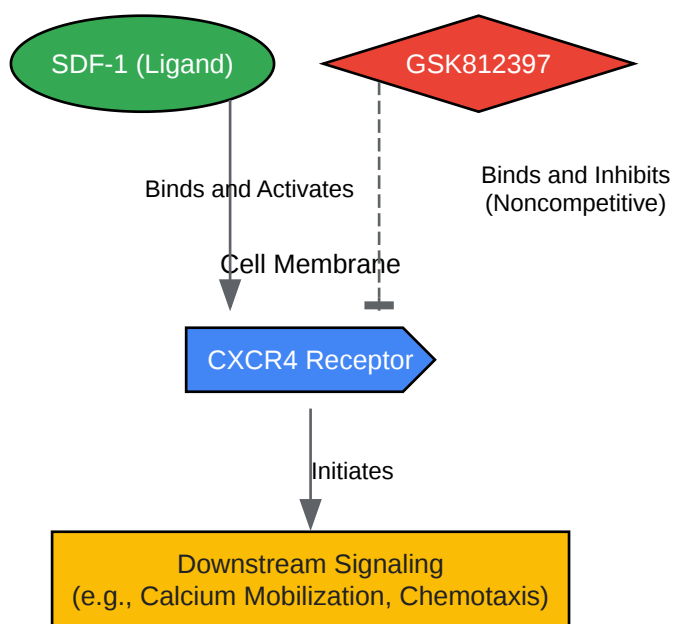 SDF-1 (Ligand)
GSK812397
Binds and Activates
Binds and Inhibits
(Noncompetitive)
Cell Membrane
CXCR4 Receptor
Initiates
Downstream Signaling
(e.g., Calcium Mobilization, Chemotaxis)